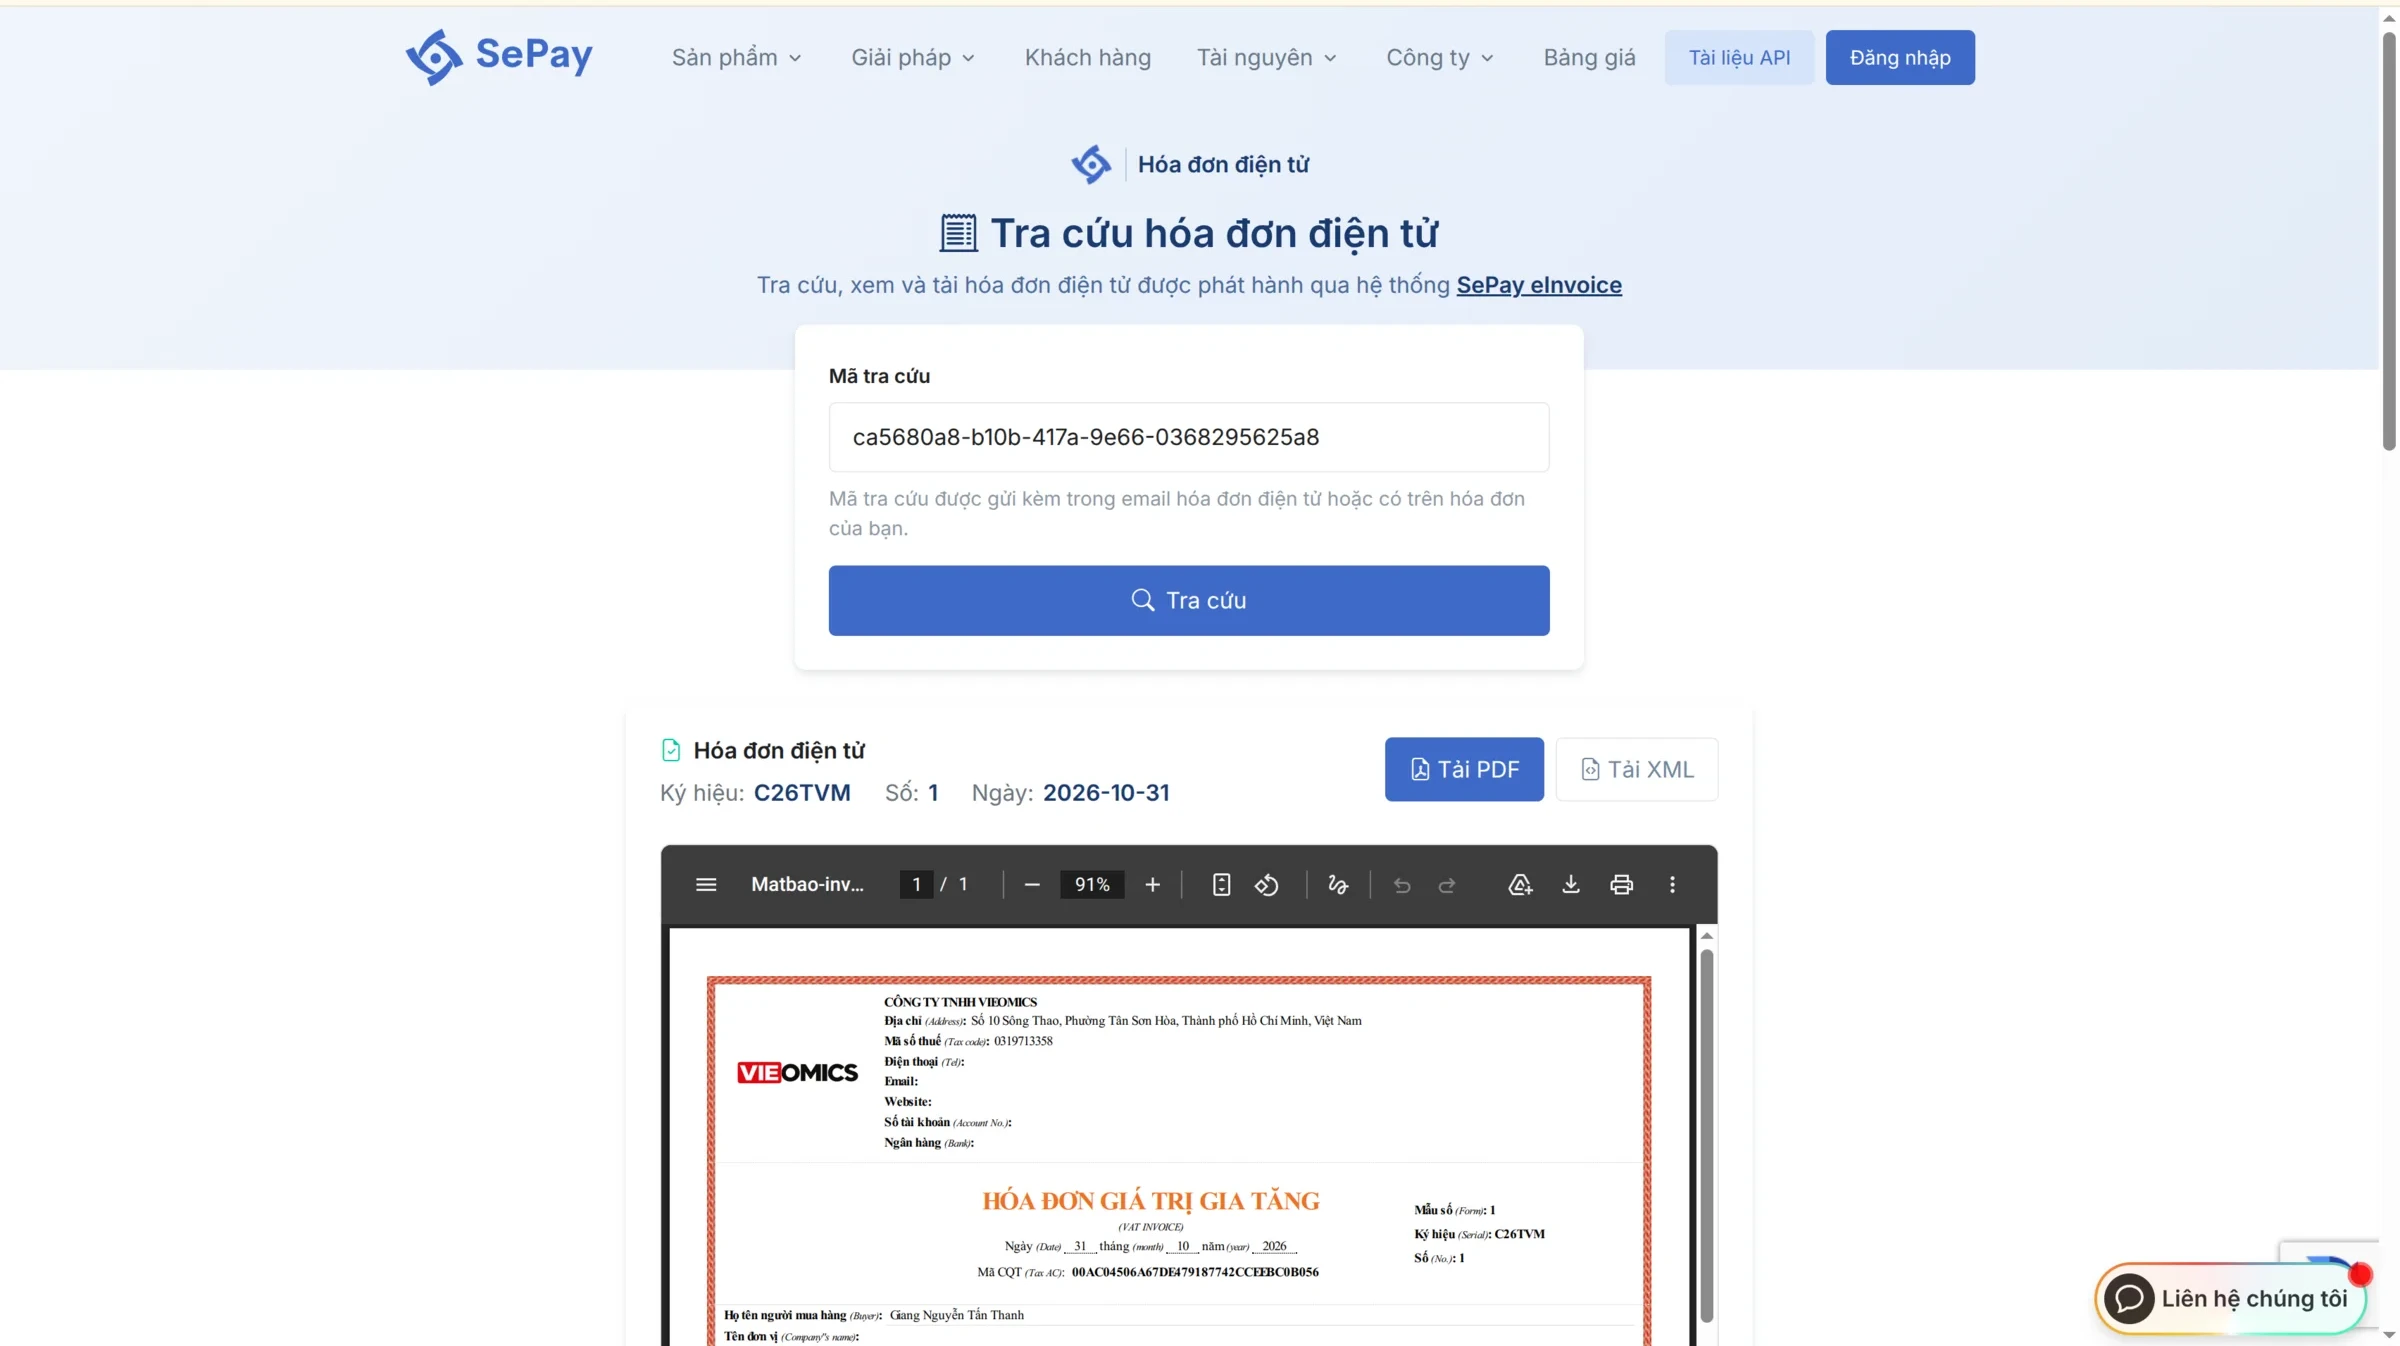 SePay
Sản phẩm
Giải pháp
Khách hàng
Tài nguyên
Công ty
Bảng giá
Tài liệu API
Đăng nhập
Hóa đơn điện tử
Tra cứu hóa đơn điện tử
Tra cứu, xem và tải hóa đơn điện tử được phát hành qua hệ thống SePay eInvoice
Mã tra cứu
ca5680a8-b10b-417a-9e66-0368295625a8
Mã tra cứu được gửi kèm trong email hóa đơn điện tử hoặc có trên hóa đơn
của bạn.
Tra cứu
Hóa đơn điện tử
Ký hiệu: C26TVM Số: 1 Ngày: 2026-10-31
Tải PDF
Tải XML
Matbao-inv...
1 / 1
91%
VIEOMICS
CÔNG TY TNHH VIEOMICS
Địa chỉ (Address): Số 10 Sông Thao, Phường Tân Sơn Hòa, Thành phố Hồ Chí Minh, Việt Nam
Mã số thuế (Tax code): 0319713358
Điện thoại (Tel):
Email:
Website:
Số tài khoản (Account No.):
Ngân hàng (Bank):
HÓA ĐƠN GIÁ TRỊ GIA TĂNG
(VAT INVOICE)
Ngày (Date) 31 tháng (month) 10 năm (year) 2026
Mã CQT (Tax AC): 00AC04506A67DE479187742CCEEBC0B056
Mẫu số (Form): 1
Ký hiệu (Serial): C26TVM
Số (No.): 1
Họ tên người mua hàng (Buyer): Giang Nguyễn Tấn Thanh
Tên đơn vị (Company's name):
Liên hệ chúng tôi